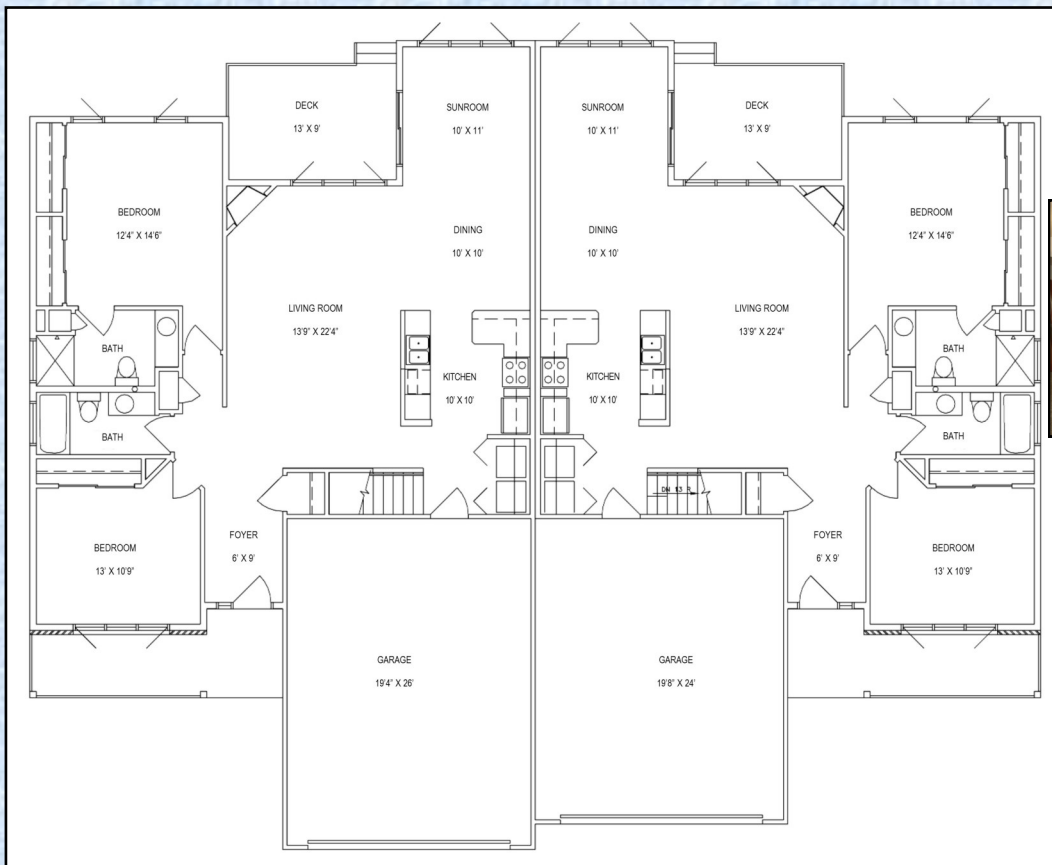 DECK
13' X 9'
SUNROOM
10' X 11'
SUNROOM
10' X 11'
DECK
13' X 9'
BEDROOM
12'4" X 14'6"
DINING
10' X 10'
DINING
10' X 10'
BEDROOM
12'4" X 14'6"
LIVING ROOM
13'9" X 22'4"
LIVING ROOM
13'9" X 22'4"
BATH
KITCHEN
10' X 10'
KITCHEN
10' X 10'
BATH
BATH
BATH
DN 13 R
BEDROOM
13' X 10'9"
FOYER
6' X 9'
FOYER
6' X 9'
BEDROOM
13' X 10'9"
GARAGE
19'4" X 26'
GARAGE
19'8" X 24'